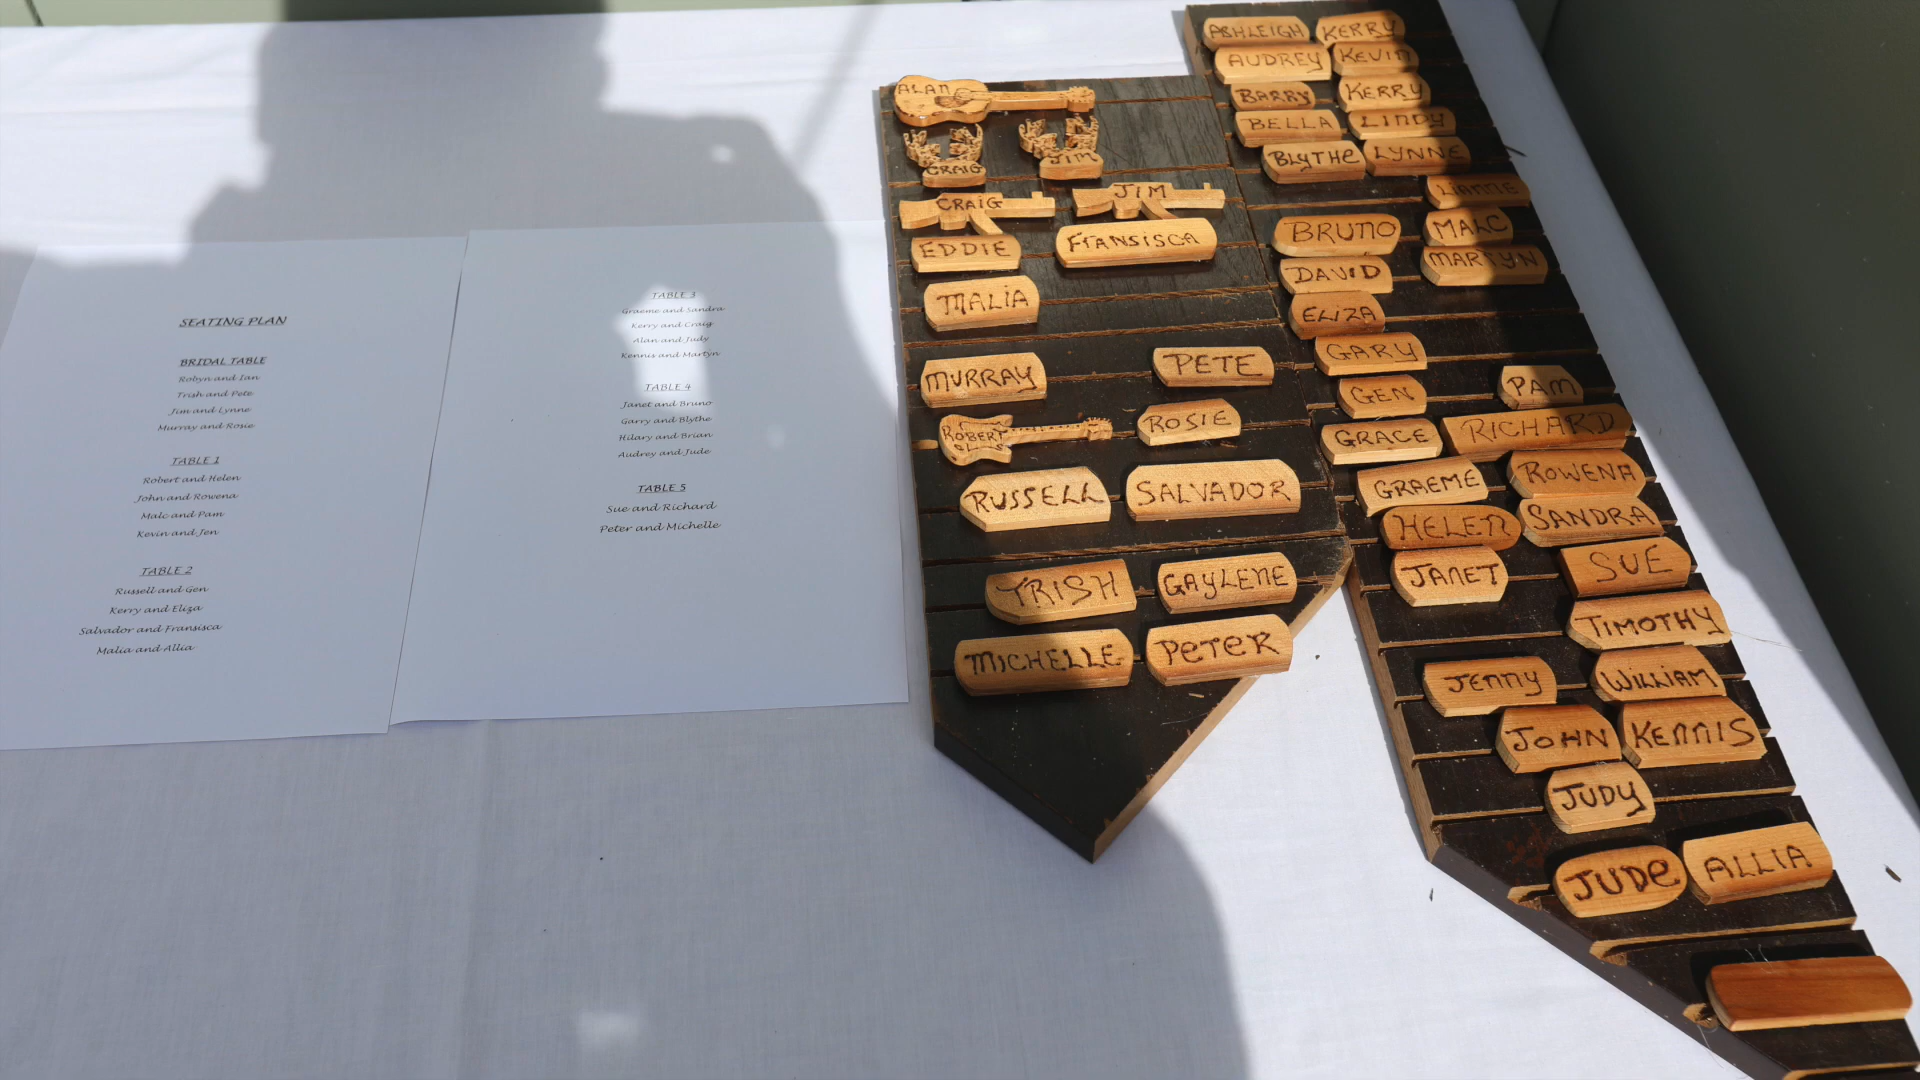 SEATING PLAN
BRIDAL TABLE
Robyn and Ian
Trish and Pete
Jim and Lynne
Murray and Rosie
TABLE 1
Robert and Helen
John and Rowena
Malc and Pam
Kevin and Jen
TABLE 2
Russell and Gen
Kerry and Eliza
Salvador and Fransisca
Malia and Allia
TABLE 3
Graeme and Sandra
Kerry and Craig
Alan and Judy
Kennis and Martyn
TABLE 4
Janet and Bruno
Garry and Blythe
Hilary and Brian
Audrey and Jude
TABLE 5
Sue and Richard
Peter and Michelle
ALAN
CRAIG JIM
CRAIG JIM
EDDIE FRANSISCA
MALIA
MURRAY PETE
ROBERT ROSIE
RUSSELL SALVADOR
TRISH GAYLENE
MICHELLE PETER
ASHLEIGH KERRY
AUDREY KEVIN
BARRY KERRY
BELLA LINDY
BLYTHE LYNNE
LIANNE
BRUNO MALC
DAVID MARTYN
ELIZA
GARY
GEN PAM
GRACE RICHARD
GRAEME ROWENA
HELEN SANDRA
JANET SUE
TIMOTHY
JENNY WILLIAM
JOHN KENNIS
JUDY
JUDE ALLIA